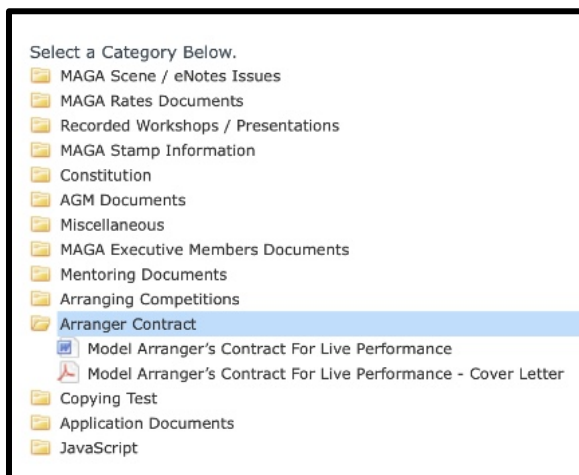 Select a Category Below.
MAGA Scene / eNotes Issues
MAGA Rates Documents
Recorded Workshops / Presentations
MAGA Stamp Information
Constitution
AGM Documents
Miscellaneous
MAGA Executive Members Documents
Mentoring Documents
Arranging Competitions
Arranger Contract
Model Arranger's Contract For Live Performance
Model Arranger's Contract For Live Performance - Cover Letter
Copying Test
Application Documents
JavaScript